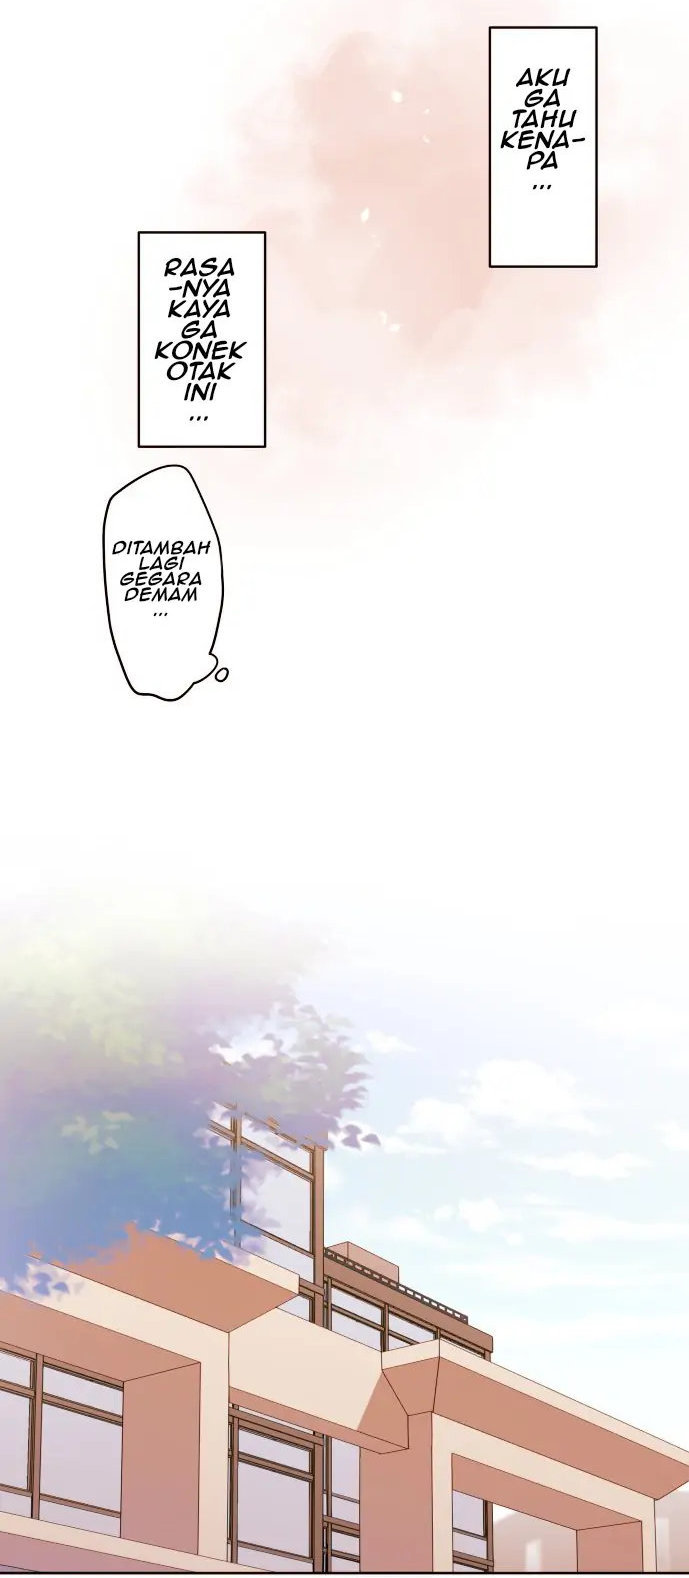 AKU
GA
TAHU
KENA-
PA
...
RASA
-NYA
KAYA
GA
KONEK
OTAK
INI
...
DITAMBAH
LAGI
GEGARA
DEMAM
...